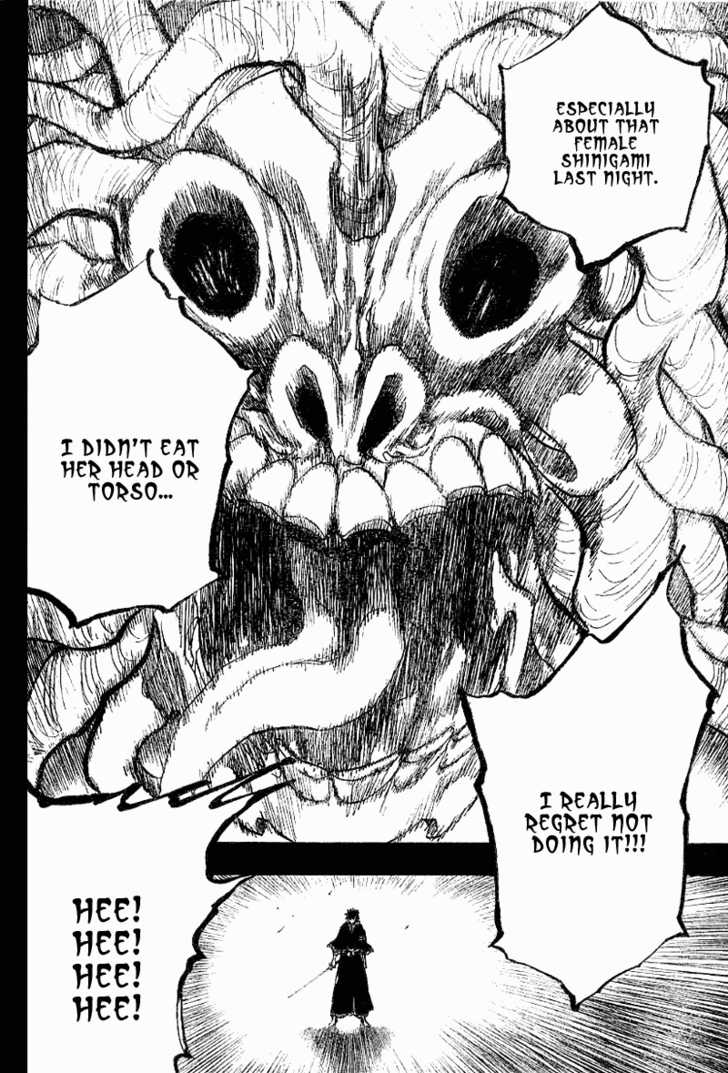 ESPECIALLY
ABOUT THAT
FEMALE
SHINIGAMI
LAST NIGHT.
I DIDN'T EAT
HER HEAD OR
TORSO...
I REALLY
REGRET NOT
DOING IT!!!
HEE!
HEE!
HEE!
HEE!